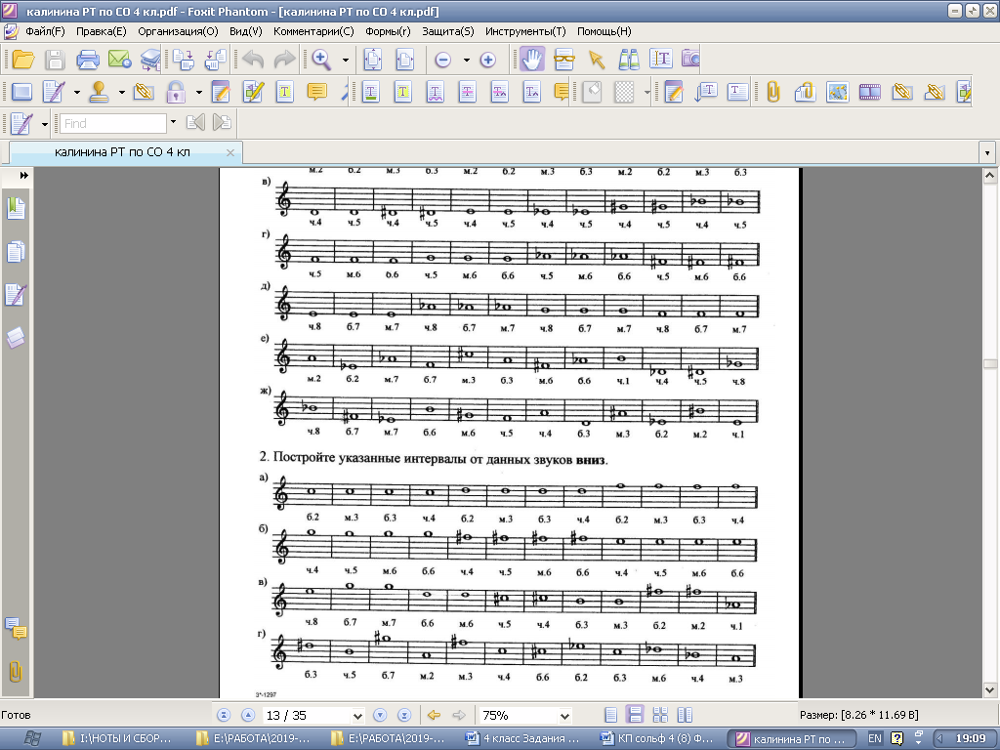 калинина РТ по СО 4 кл.pdf - Foxit Phantom - [калинина РТ по СО 4 кл.pdf]
Файл(F) Правка(E) Организация(O) Вид(V) Комментарии(C) Формы(r) Защита(S) Инструменты(T) Помощь(H)
Find
калинина РТ по СО 4 кл
м.2 б.2 м.3 б.3 м.2 б.2 м.3 б.3 м.2 б.2 м.3 б.3
в)
ч.4 ч.5 ч.4 ч.5 ч.4 ч.5 ч.4 ч.5 ч.4 ч.5 ч.4 ч.5
г)
ч.5 м.6 б.6 ч.5 м.6 б.6 ч.5 м.6 б.6 ч.5 м.6 б.6
д)
ч.8 б.7 м.7 ч.8 б.7 м.7 ч.8 б.7 м.7 ч.8 б.7 м.7
е)
м.2 б.2 м.7 б.7 м.3 б.3 м.6 б.6 ч.1 ч.4 ч.5 ч.8
ж)
ч.8 б.7 м.7 б.6 м.6 ч.5 ч.4 б.3 м.3 б.2 м.2 ч.1
2. Постройте указанные интервалы от данных звуков вниз.
а)
б.2 м.3 б.3 ч.4 б.2 м.3 б.3 ч.4 б.2 м.3 б.3 ч.4
б)
ч.4 ч.5 м.6 б.6 ч.4 ч.5 м.6 б.6 ч.4 ч.5 м.6 б.6
в)
ч.8 б.7 м.7 б.6 м.6 ч.5 ч.4 б.3 м.3 б.2 м.2 ч.1
г)
б.3 ч.5 б.7 м.2 м.3 ч.4 б.6 б.2 б.3 м.6 ч.4 м.3
3*-1297
Готово 13 / 35 75% Размер: [8.26 * 11.69 В]
I:\НОТЫ И СБОР... E:\РАБОТА\2019-... E:\РАБОТА\2019-... 4 класс Задания ... КП сольф 4 (8) Ф... калинина РТ по ... EN 19:09